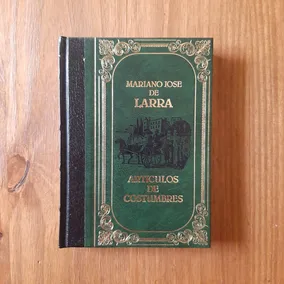 MARIANO JOSE
DE
LARRA
ARTICULOS
DE
COSTUMBRES